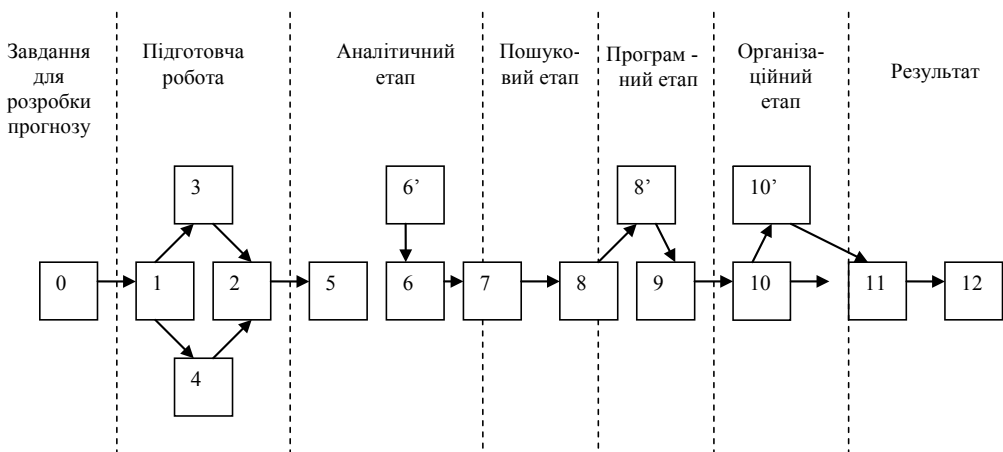 Завдання
для
розробки
прогнозу
Підготовча
робота
Аналітичний
етап
Пошуко-
вий етап
Програм -
ний етап
Організа-
ційний
етап
Результат
3
6’
8’
10’
0
1
2
5
6
7
8
9
10
11
12
4